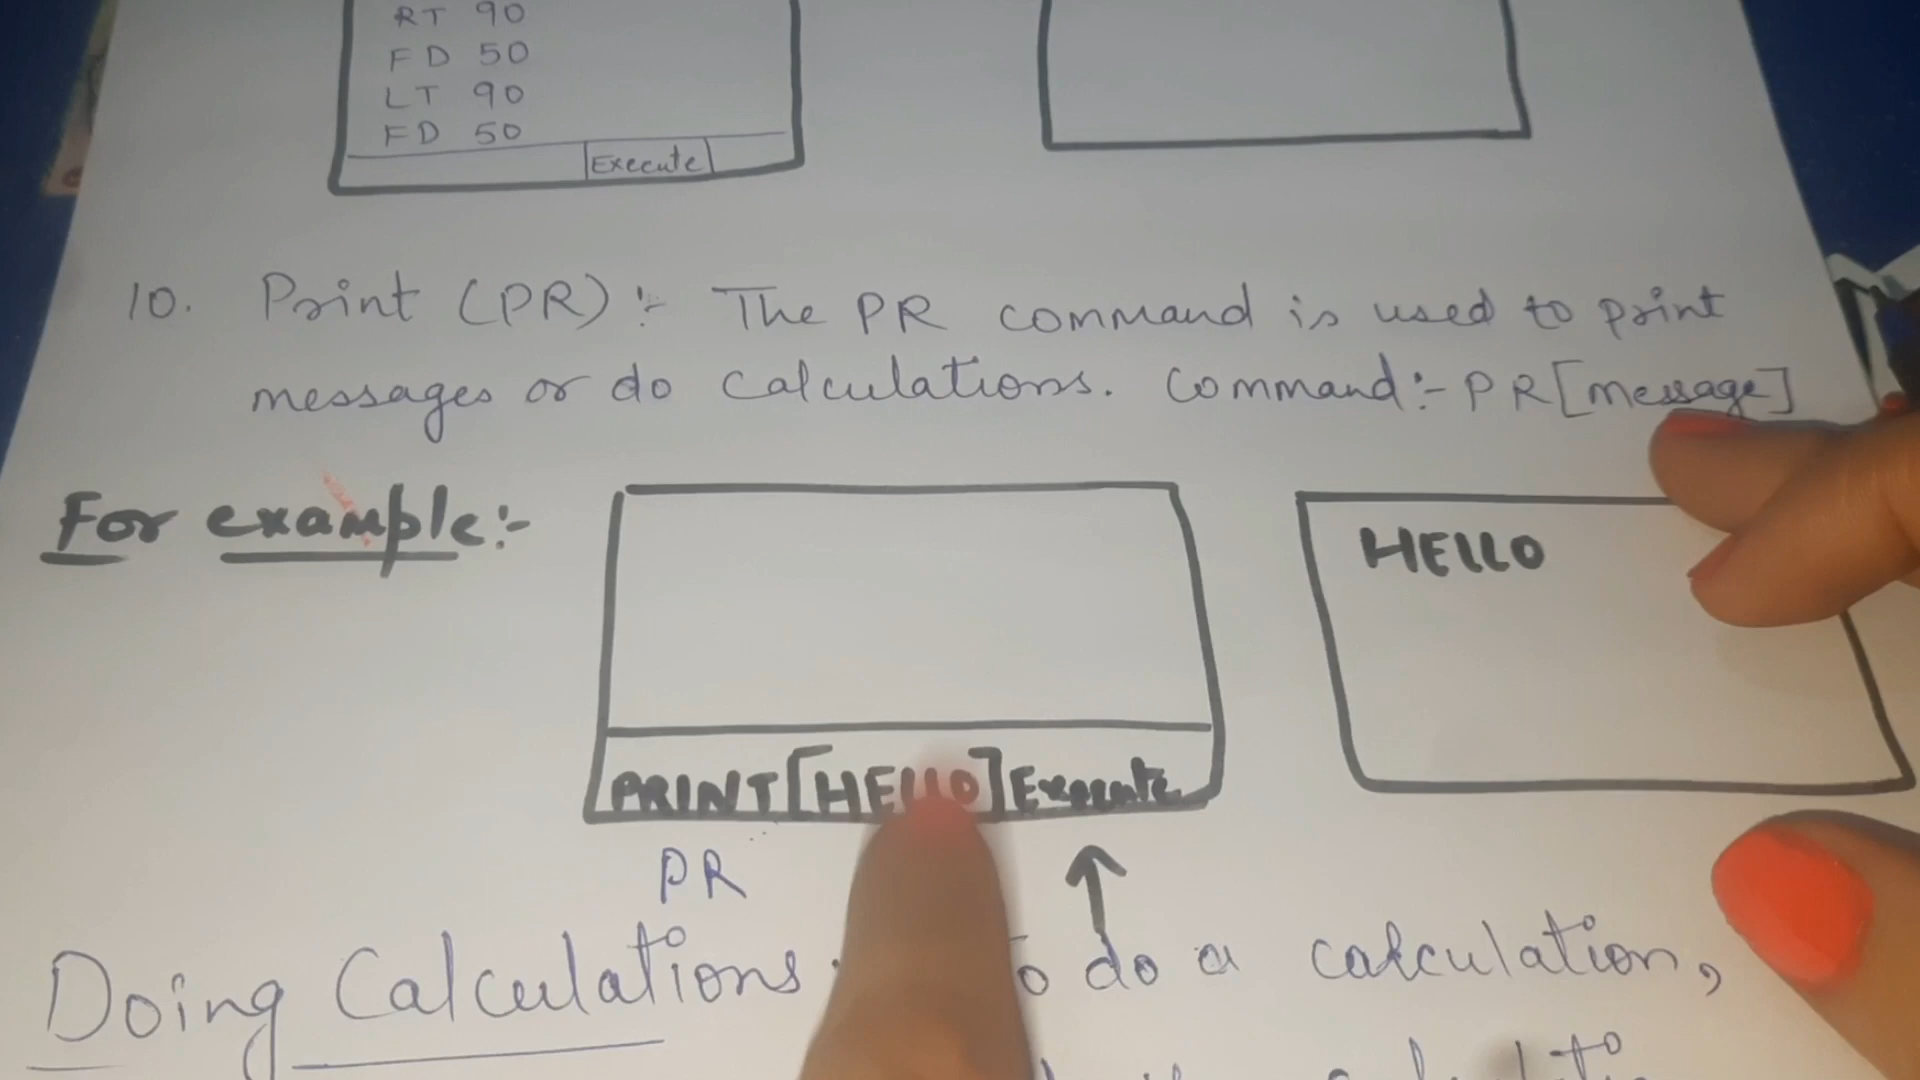 RT 90
FD 50
LT 90
FD 50
Execute
10. Print (PR) :- The PR command is used to print
messages or do calculations. Command :- PR [message]
For example:-
HELLO
PRINT [HELLO] Execute
PR
Doing Calculations do a calculation,